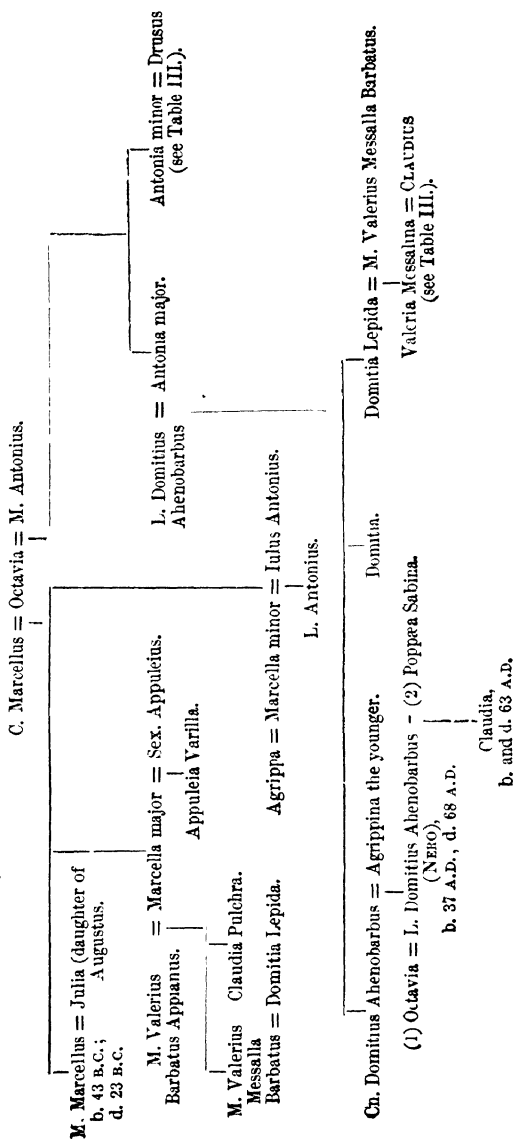 C. Marcellus = Octavia = M. Antonius.
M. Marcellus = Julia (daughter of
b. 43 B.C.; Augustus.
d. 23 B.C.
M. Valerius = Marcella major = Sex. Appuleius.
Barbatus Appianus.
Appuleia Varilla.
M. Valerius Claudia Pulchra.
Messalla
Barbatus = Domitia Lepida.
Agrippa = Marcella minor = Iulus Antonius.
L. Antonius.
L. Domitius = Antonia major.
Ahenobarbus
Antonia minor = Drusus
(see Table III.).
Cn. Domitius Ahenobarbus = Agrippina the younger.
Domitia.
Domitia Lepida = M. Valerius Messalla Barbatus.
Valeria Messalina = CLAUDIUS
(see Table III.).
(1) Octavia = L. Domitius Ahenobarbus - (2) Poppæa Sabina.
(NERO),
b. 37 A.D., d. 68 A.D.
Claudia,
b. and d. 63 A.D.